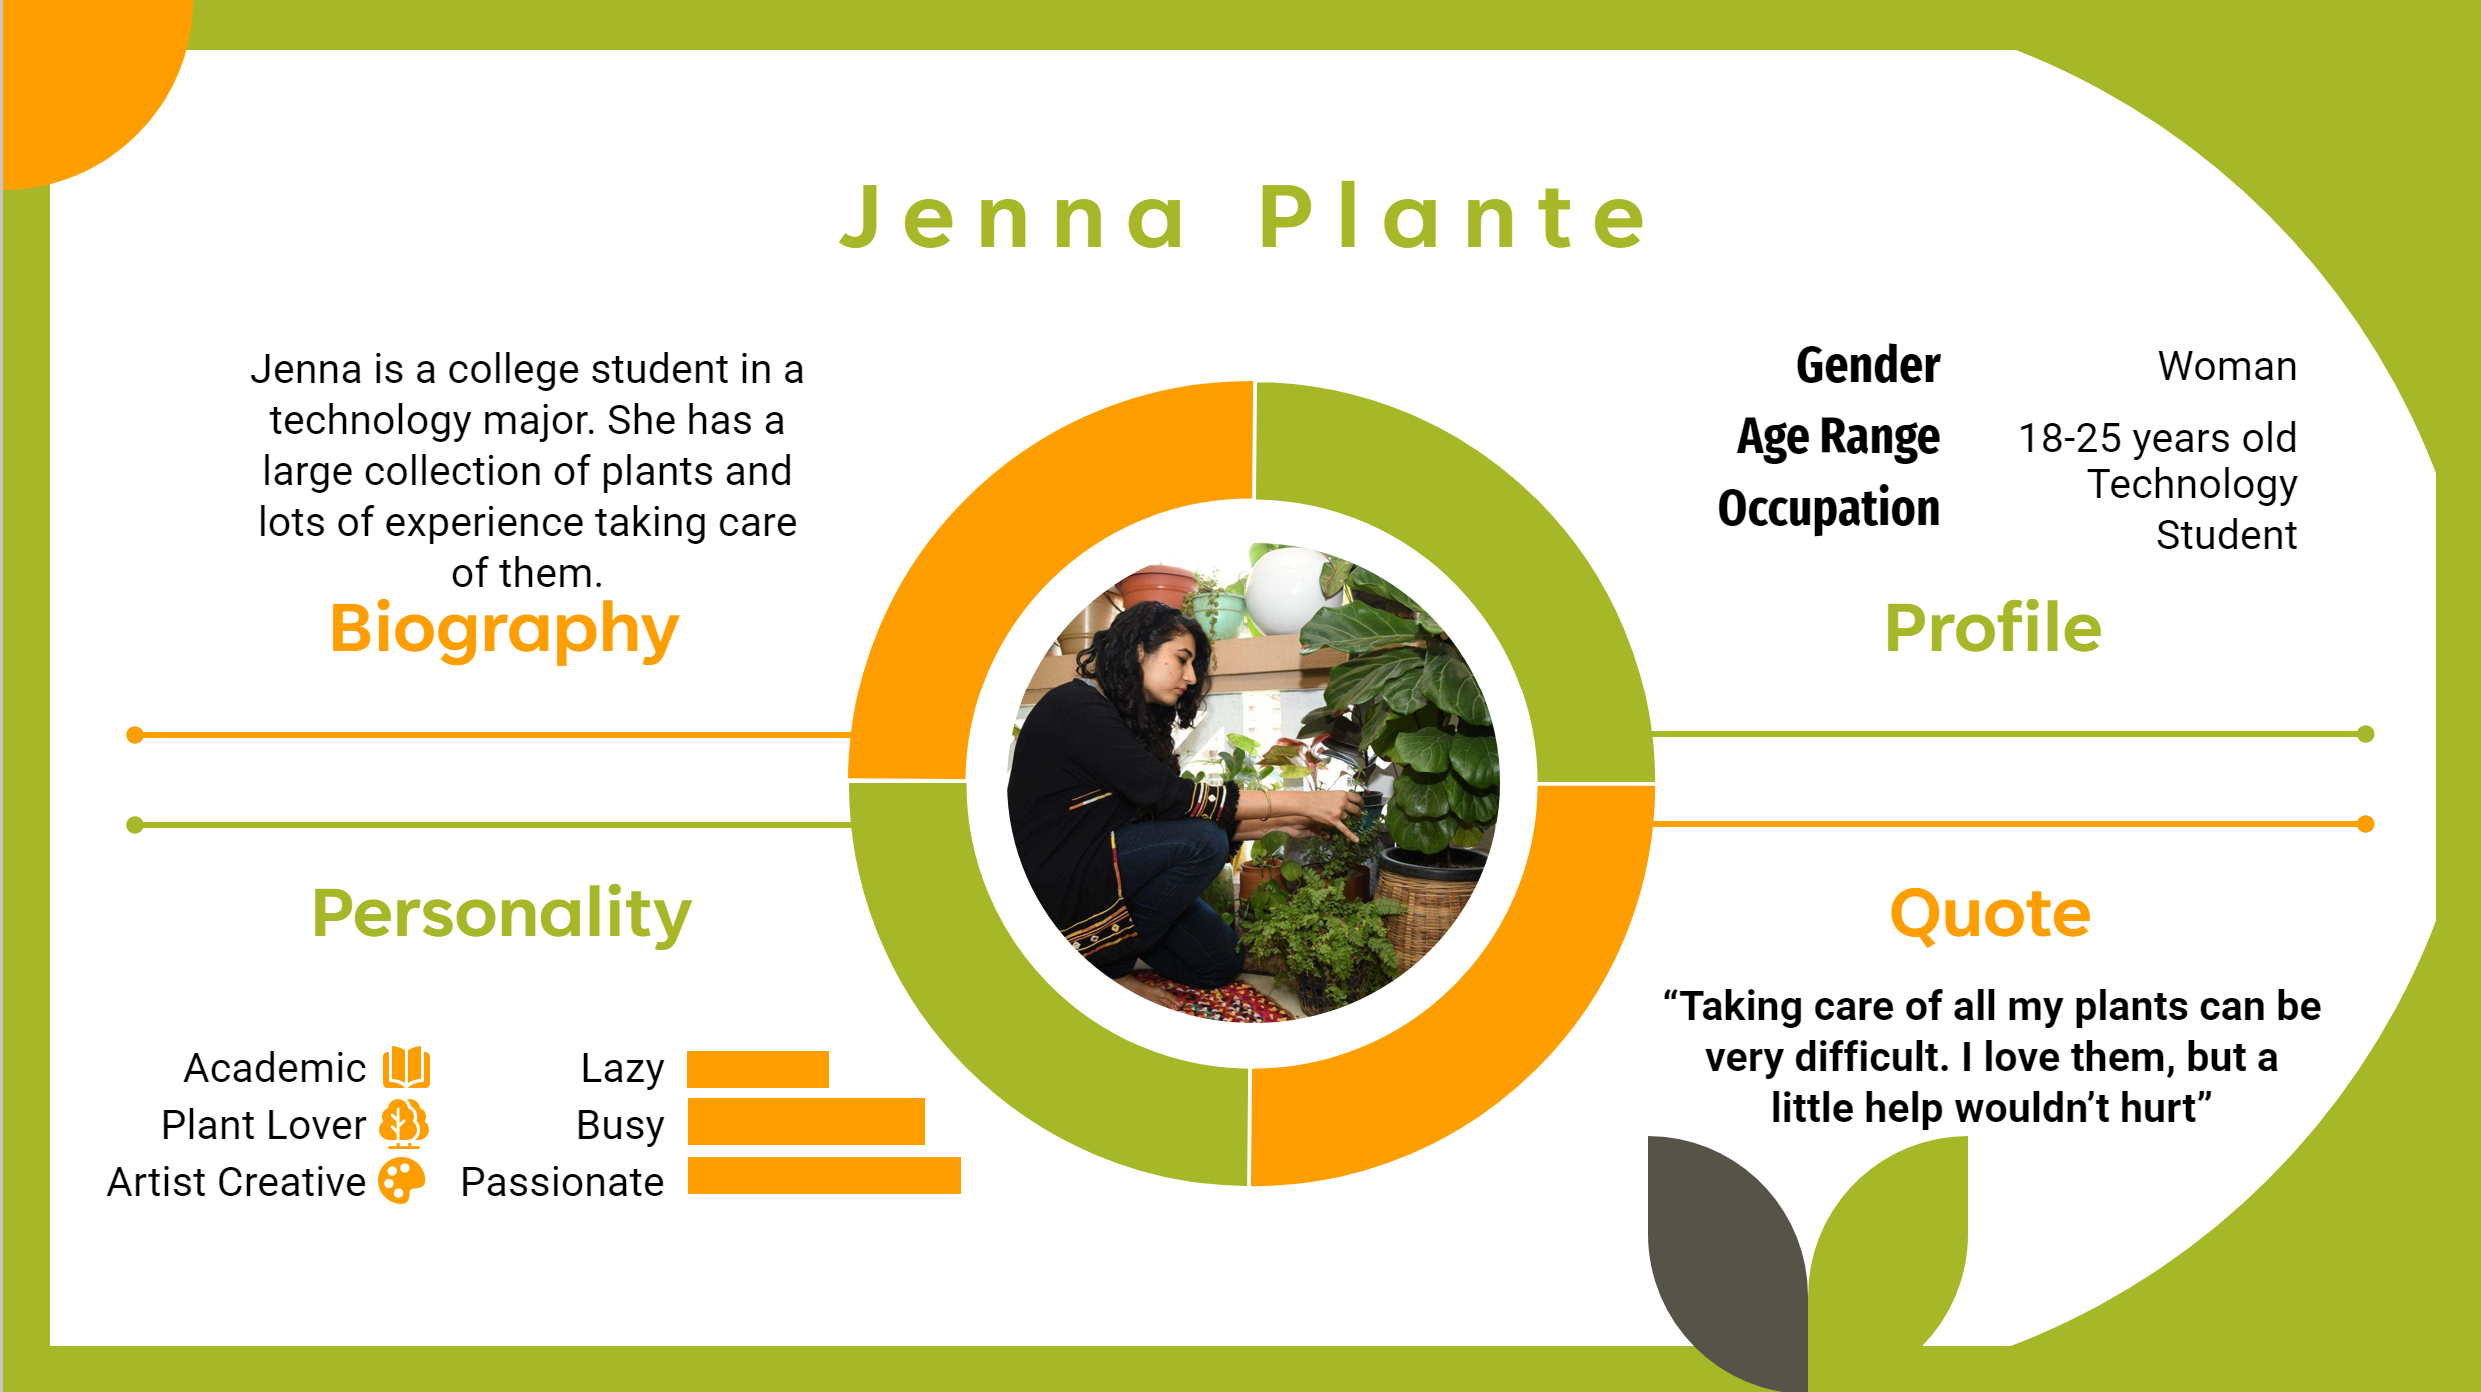 Jenna Plante
Jenna is a college student in a
technology major. She has a
large collection of plants and
lots of experience taking care
of them.
Biography
Gender Woman
Age Range 18-25 years old
Occupation Technology
Student
Profile
Personality
Academic
Plant Lover
Artist Creative
Lazy
Busy
Passionate
Quote
“Taking care of all my plants can be
very difficult. I love them, but a
little help wouldn’t hurt”